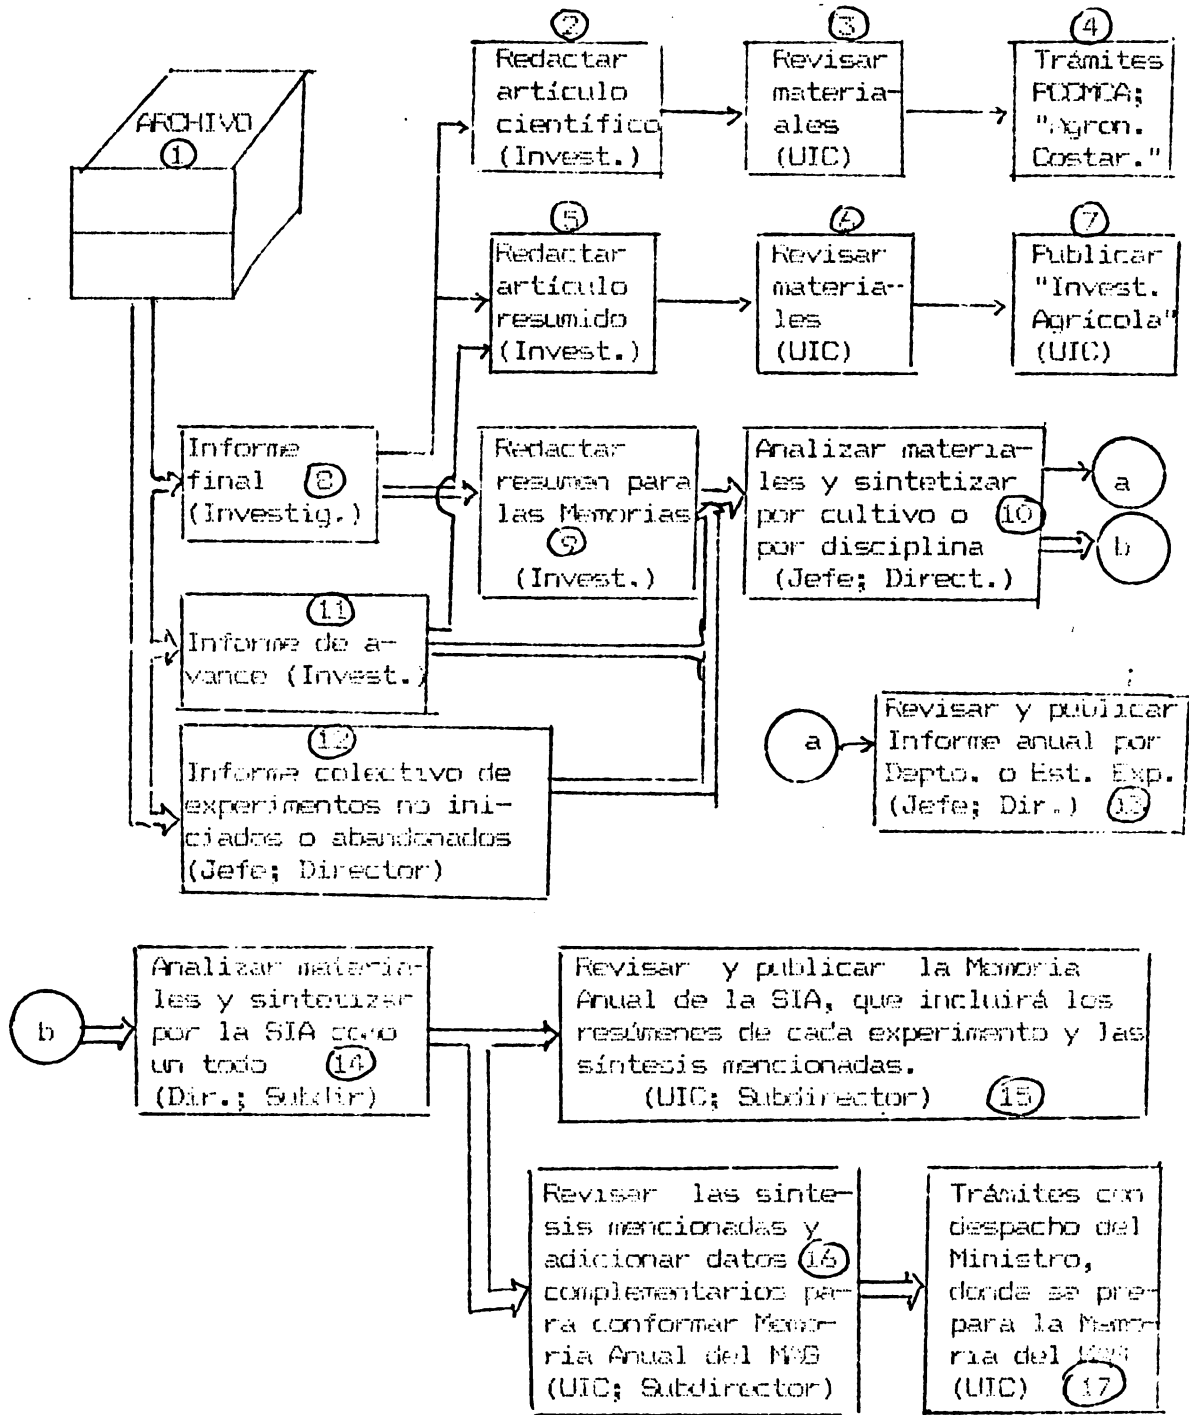 ARCHIVO
1
2
Redactar
artículo
científico
(Invest.)
3
Revisar
materia-
ales
(UIC)
4
Trámites
PCCMCA;
"Agron.
Costar."
5
Redactar
artículo
resumido
(Invest.)
6
Revisar
materia-
les
(UIC)
7
Publicar
"Invest.
Agrícola"
(UIC)
Informe
final 8
(Investig.)
Redactar
resumen para
las Memorias
9
(Invest.)
Analizar materia-
les y sintetizar
por cultivo o 10
por disciplina
(Jefe; Direct.)
a
b
11
Informe de a-
vance (Invest.)
12
Informe colectivo de
experimentos no ini-
ciados o abandonados
(Jefe; Director)
a
Revisar y publicar
Informe anual por
Depto. o Est. Exp.
(Jefe; Dir.) 13
b
Analizar materia-
les y sintetizar
por la SIA como
un todo 14
(Dir.; Subdir)
Revisar y publicar la Memoria
Anual de la SIA, que incluirá los
resúmenes de cada experimento y las
síntesis mencionadas.
(UIC; Subdirector) 15
Revisar las sinte-
sis mencionadas y
adicionar datos 16
complementarios pa-
ra conformar Memo-
ria Anual del MAG
(UIC; Subdirector)
Trámites con
despacho del
Ministro,
donde se pre-
para la Memo-
ria del
(UIC) 17